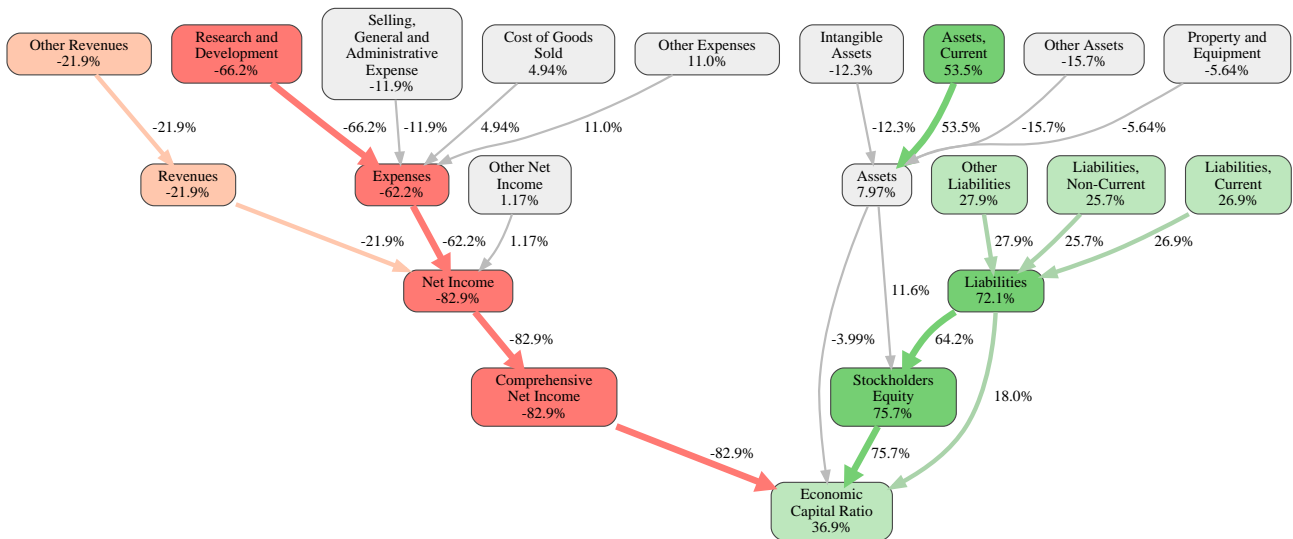 Other Revenues
-21.9%
Research and
Development
-66.2%
Selling,
General and
Administrative
Expense
-11.9%
Cost of Goods
Sold
4.94%
Other Expenses
11.0%
Intangible
Assets
-12.3%
Assets,
Current
53.5%
Other Assets
-15.7%
Property and
Equipment
-5.64%
-21.9%
-66.2%
-11.9%
4.94%
11.0%
-12.3%
53.5%
-15.7%
-5.64%
Revenues
-21.9%
Expenses
-62.2%
Other Net
Income
1.17%
Assets
7.97%
Other
Liabilities
27.9%
Liabilities,
Non-Current
25.7%
Liabilities,
Current
26.9%
-21.9%
-62.2%
1.17%
27.9%
25.7%
26.9%
Net Income
-82.9%
11.6%
Liabilities
72.1%
-82.9%
-3.99%
64.2%
Comprehensive
Net Income
-82.9%
Stockholders
Equity
75.7%
18.0%
-82.9%
75.7%
Economic
Capital Ratio
36.9%